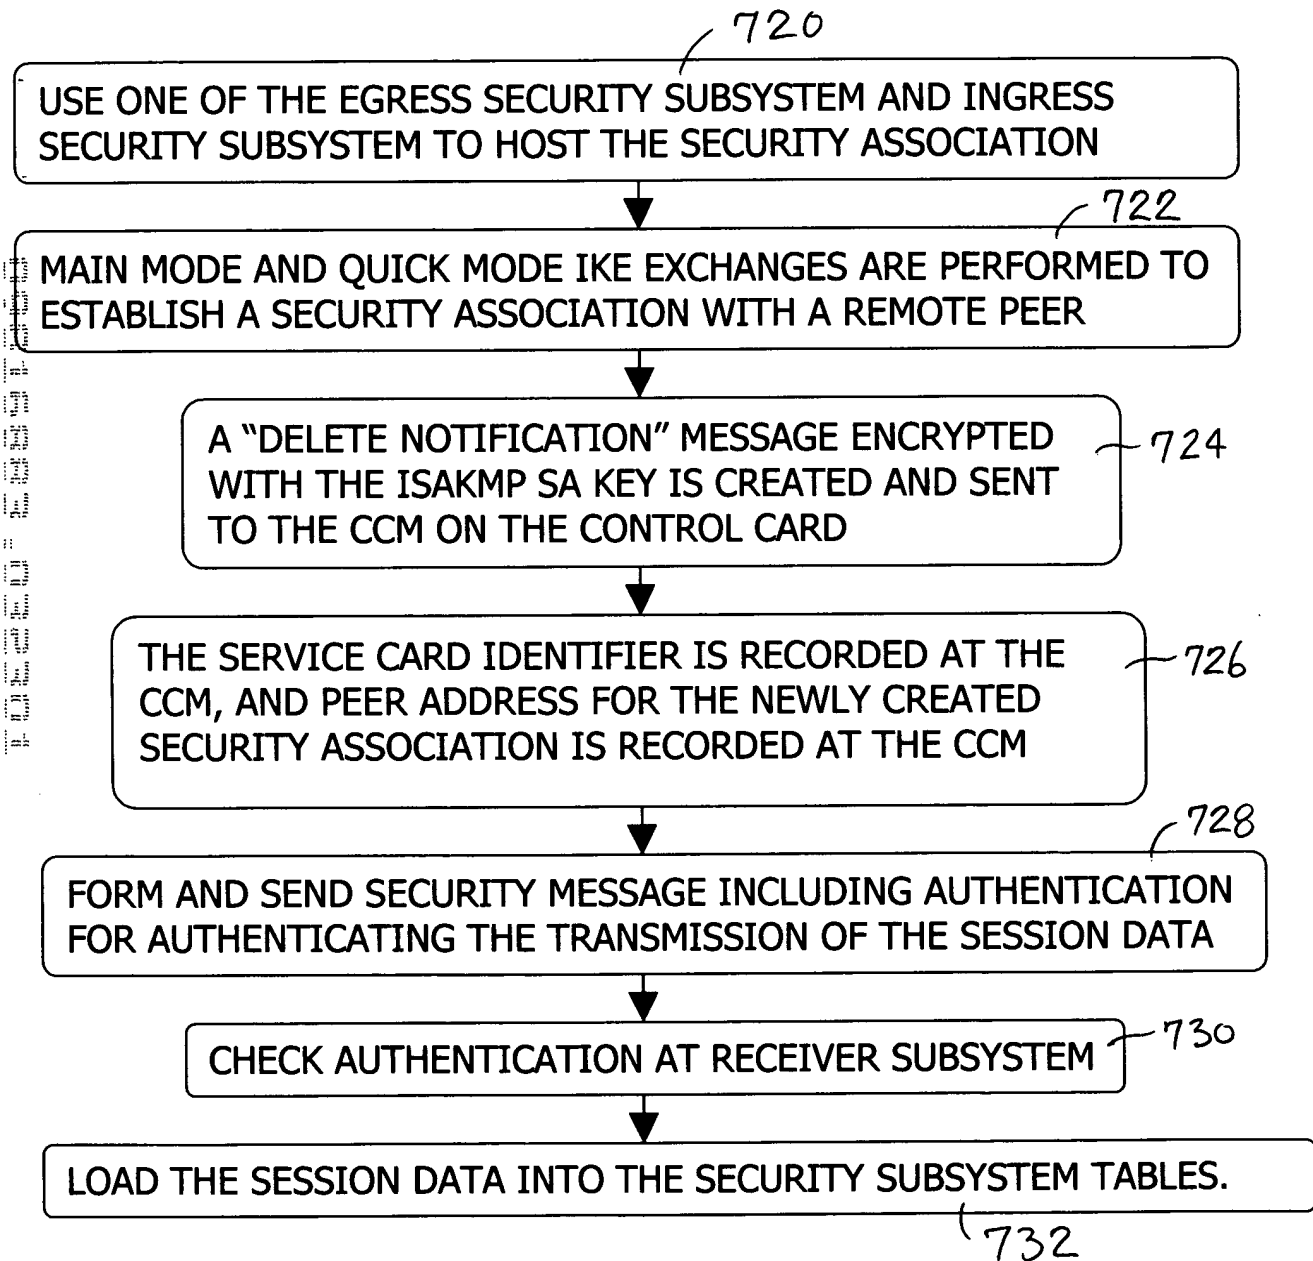 720
USE ONE OF THE EGRESS SECURITY SUBSYSTEM AND INGRESS
SECURITY SUBSYSTEM TO HOST THE SECURITY ASSOCIATION
722
MAIN MODE AND QUICK MODE IKE EXCHANGES ARE PERFORMED TO
ESTABLISH A SECURITY ASSOCIATION WITH A REMOTE PEER
A “DELETE NOTIFICATION” MESSAGE ENCRYPTED
724
WITH THE ISAKMP SA KEY IS CREATED AND SENT
TO THE CCM ON THE CONTROL CARD
THE SERVICE CARD IDENTIFIER IS RECORDED AT THE
726
CCM, AND PEER ADDRESS FOR THE NEWLY CREATED
SECURITY ASSOCIATION IS RECORDED AT THE CCM
728
FORM AND SEND SECURITY MESSAGE INCLUDING AUTHENTICATION
FOR AUTHENTICATING THE TRANSMISSION OF THE SESSION DATA
730
CHECK AUTHENTICATION AT RECEIVER SUBSYSTEM
LOAD THE SESSION DATA INTO THE SECURITY SUBSYSTEM TABLES.
732